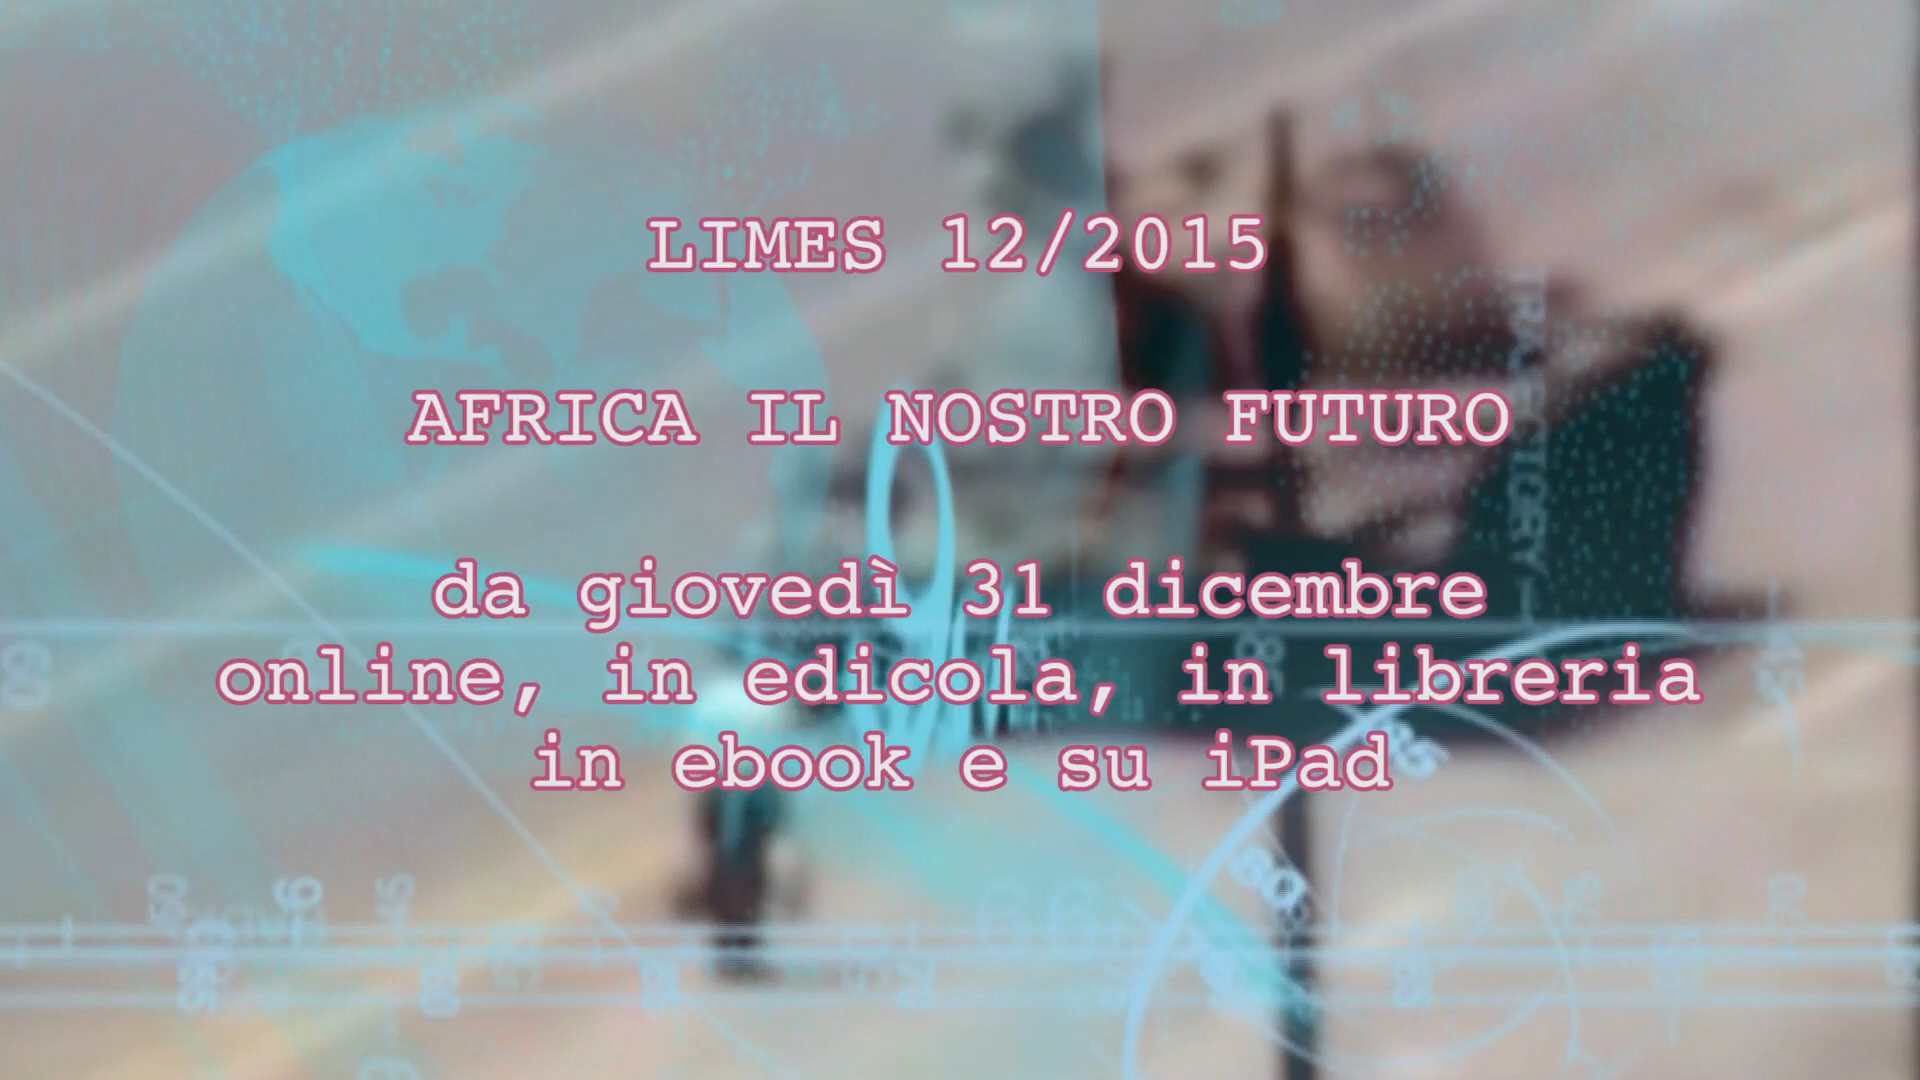 LIMES 12/2015
AFRICA IL NOSTRO FUTURO
da giovedì 31 dicembre
online, in edicola, in libreria
in ebook e su iPad